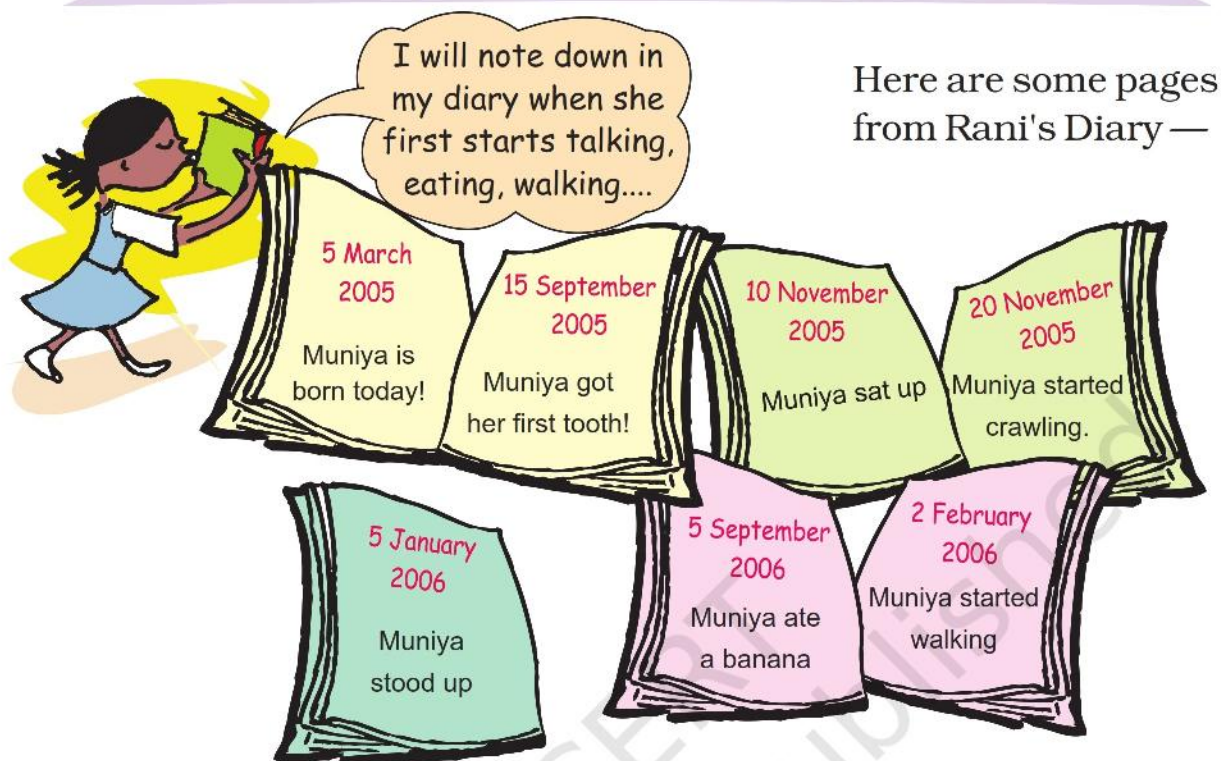 I will note down in
my diary when she
first starts talking,
eating, walking....
Here are some pages
from Rani's Diary —
5 March
2005
Muniya is
born today!
15 September
2005
Muniya got
her first tooth!
10 November
2005
Muniya sat up
20 November
2005
Muniya started
crawling.
5 January
2006
Muniya
stood up
5 September
2006
Muniya ate
a banana
2 February
2006
Muniya started
walking